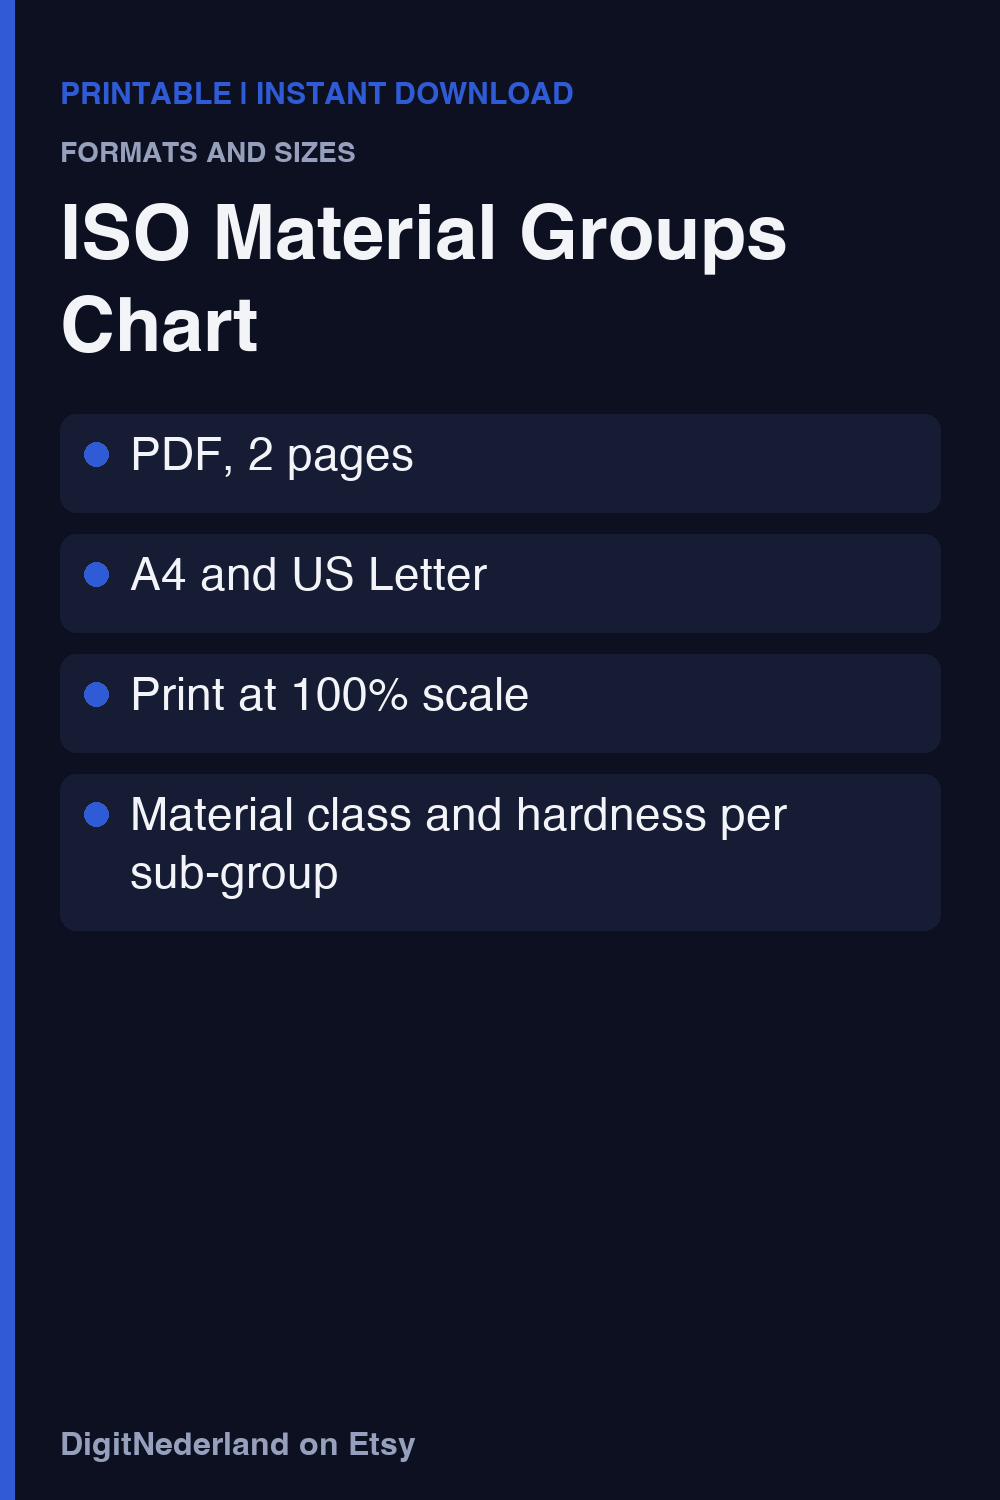 PRINTABLE | INSTANT DOWNLOAD
FORMATS AND SIZES
ISO Material Groups
Chart
PDF, 2 pages
A4 and US Letter
Print at 100% scale
Material class and hardness per
sub-group
DigitNederland on Etsy